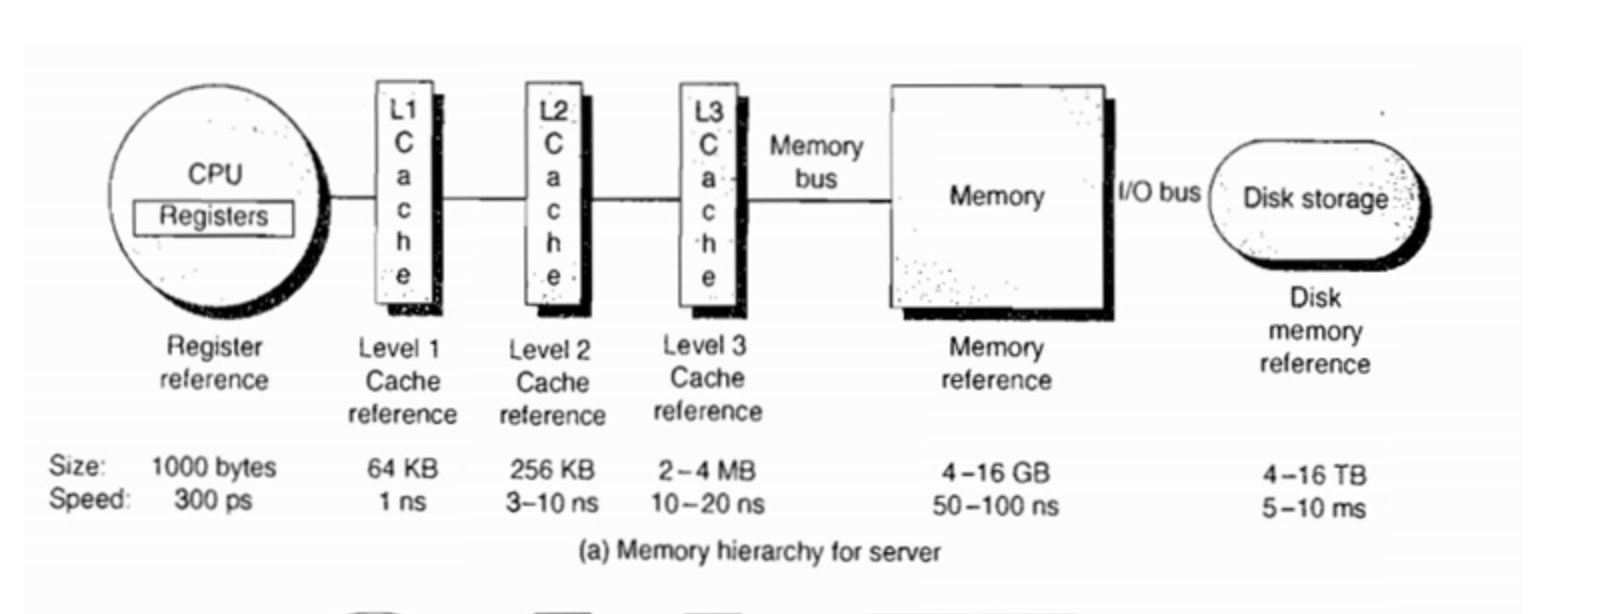 CPU
Registers
L1
C
a
c
h
e
L2
C
a
c
h
e
L3
C
a
c
h
e
Memory
bus
Memory
I/O bus
Disk storage
Register
reference
Level 1
Cache
reference
Level 2
Cache
reference
Level 3
Cache
reference
Memory
reference
Disk
memory
reference
Size: 1000 bytes 64 KB 256 KB 2–4 MB 4–16 GB 4–16 TB
Speed: 300 ps 1 ns 3–10 ns 10–20 ns 50–100 ns 5–10 ms
(a) Memory hierarchy for server